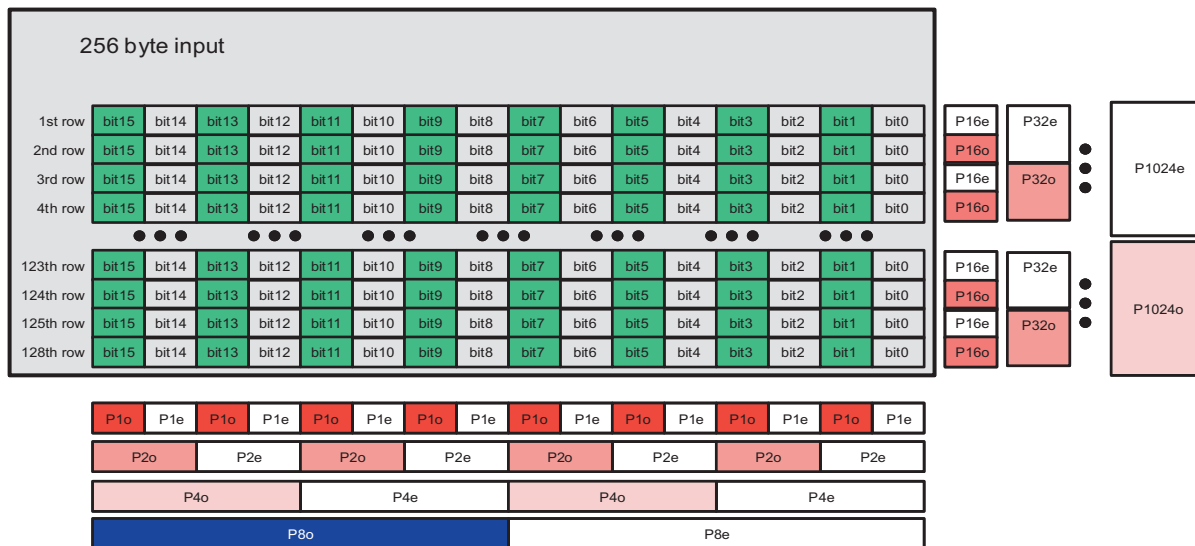 256 byte input
1st row bit15 bit14 bit13 bit12 bit11 bit10 bit9 bit8 bit7 bit6 bit5 bit4 bit3 bit2 bit1 bit0 P16e P32e
2nd row bit15 bit14 bit13 bit12 bit11 bit10 bit9 bit8 bit7 bit6 bit5 bit4 bit3 bit2 bit1 bit0 P16o
P1024e
3rd row bit15 bit14 bit13 bit12 bit11 bit10 bit9 bit8 bit7 bit6 bit5 bit4 bit3 bit2 bit1 bit0 P16e P32o
4th row bit15 bit14 bit13 bit12 bit11 bit10 bit9 bit8 bit7 bit6 bit5 bit4 bit3 bit2 bit1 bit0 P16o
123th row bit15 bit14 bit13 bit12 bit11 bit10 bit9 bit8 bit7 bit6 bit5 bit4 bit3 bit2 bit1 bit0 P16e P32e
124th row bit15 bit14 bit13 bit12 bit11 bit10 bit9 bit8 bit7 bit6 bit5 bit4 bit3 bit2 bit1 bit0 P16o
P1024o
125th row bit15 bit14 bit13 bit12 bit11 bit10 bit9 bit8 bit7 bit6 bit5 bit4 bit3 bit2 bit1 bit0 P16e P32o
128th row bit15 bit14 bit13 bit12 bit11 bit10 bit9 bit8 bit7 bit6 bit5 bit4 bit3 bit2 bit1 bit0 P16o
P1o P1e P1o P1e P1o P1e P1o P1e P1o P1e P1o P1e P1o P1e P1o P1e
P2o P2e P2o P2e P2o P2e P2o P2e
P4o P4e P4o P4e
P8o P8e